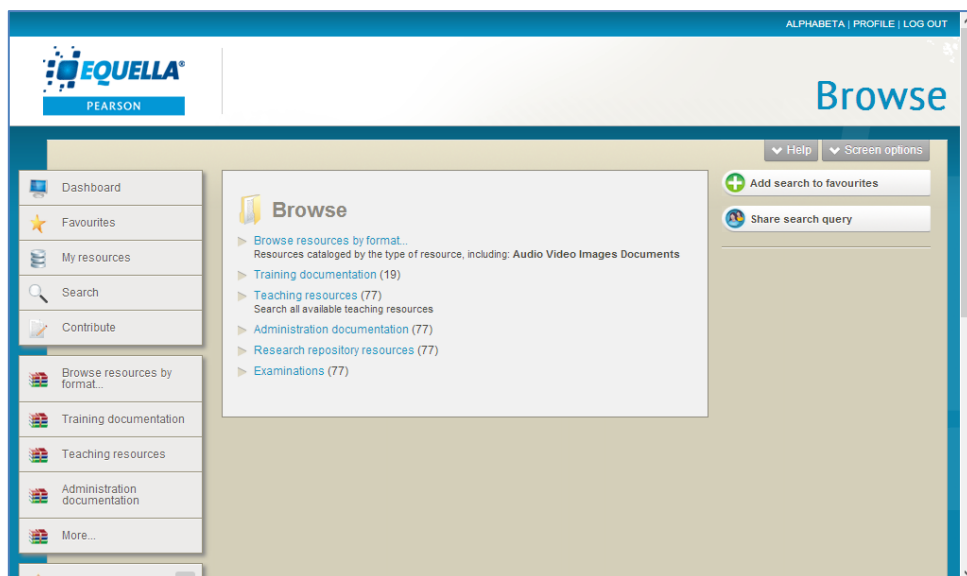 ALPHABETA | PROFILE | LOG OUT
EQUELLA®
PEARSON
Browse
Help
Screen options
Dashboard
Favourites
My resources
Search
Contribute
Browse resources by
format...
Training documentation
Teaching resources
Administration
documentation
More...
Browse
Browse resources by format...
Resources cataloged by the type of resource, including: Audio Video Images Documents
Training documentation (19)
Teaching resources (77)
Search all available teaching resources
Administration documentation (77)
Research repository resources (77)
Examinations (77)
Add search to favourites
Share search query